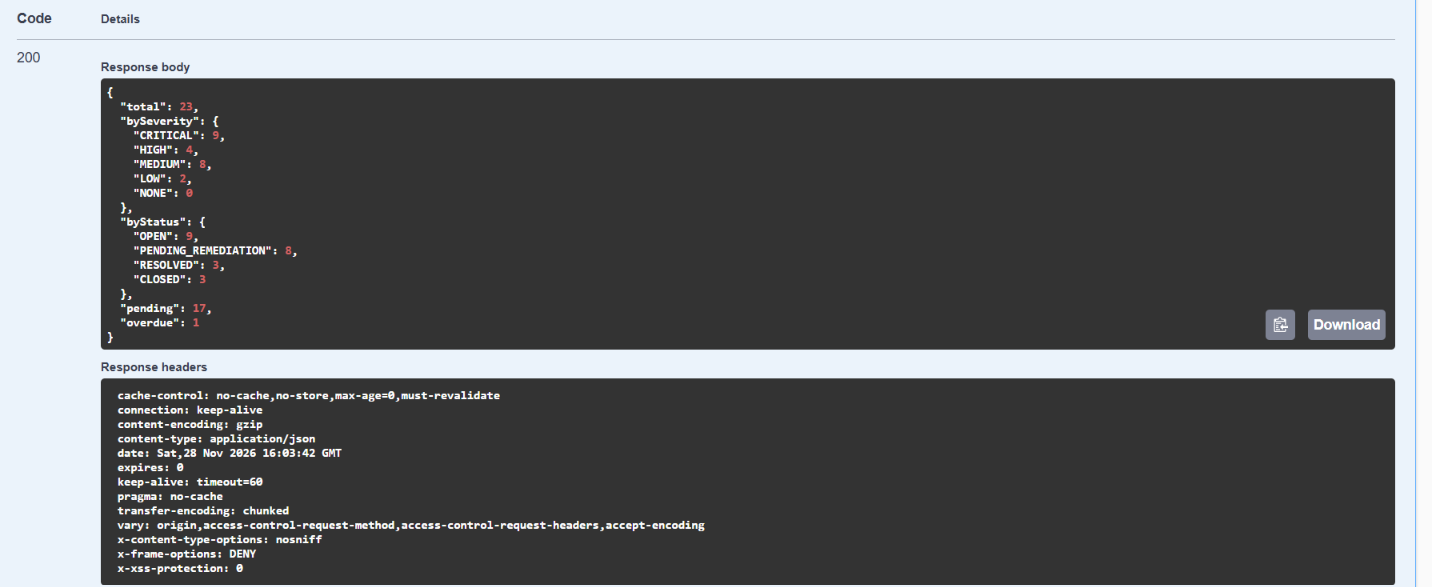 Code Details
200
Response body
{
  "total": 23,
  "bySeverity": {
    "CRITICAL": 9,
    "HIGH": 4,
    "MEDIUM": 8,
    "LOW": 2,
    "NONE": 0
  },
  "byStatus": {
    "OPEN": 9,
    "PENDING_REMEDIATION": 8,
    "RESOLVED": 3,
    "CLOSED": 3
  },
  "pending": 17,
  "overdue": 1
}
Download
Response headers
cache-control: no-cache,no-store,max-age=0,must-revalidate
connection: keep-alive
content-encoding: gzip
content-type: application/json
date: Sat,28 Nov 2026 16:03:42 GMT
expires: 0
keep-alive: timeout=60
pragma: no-cache
transfer-encoding: chunked
vary: origin,access-control-request-method,access-control-request-headers,accept-encoding
x-content-type-options: nosniff
x-frame-options: DENY
x-xss-protection: 0